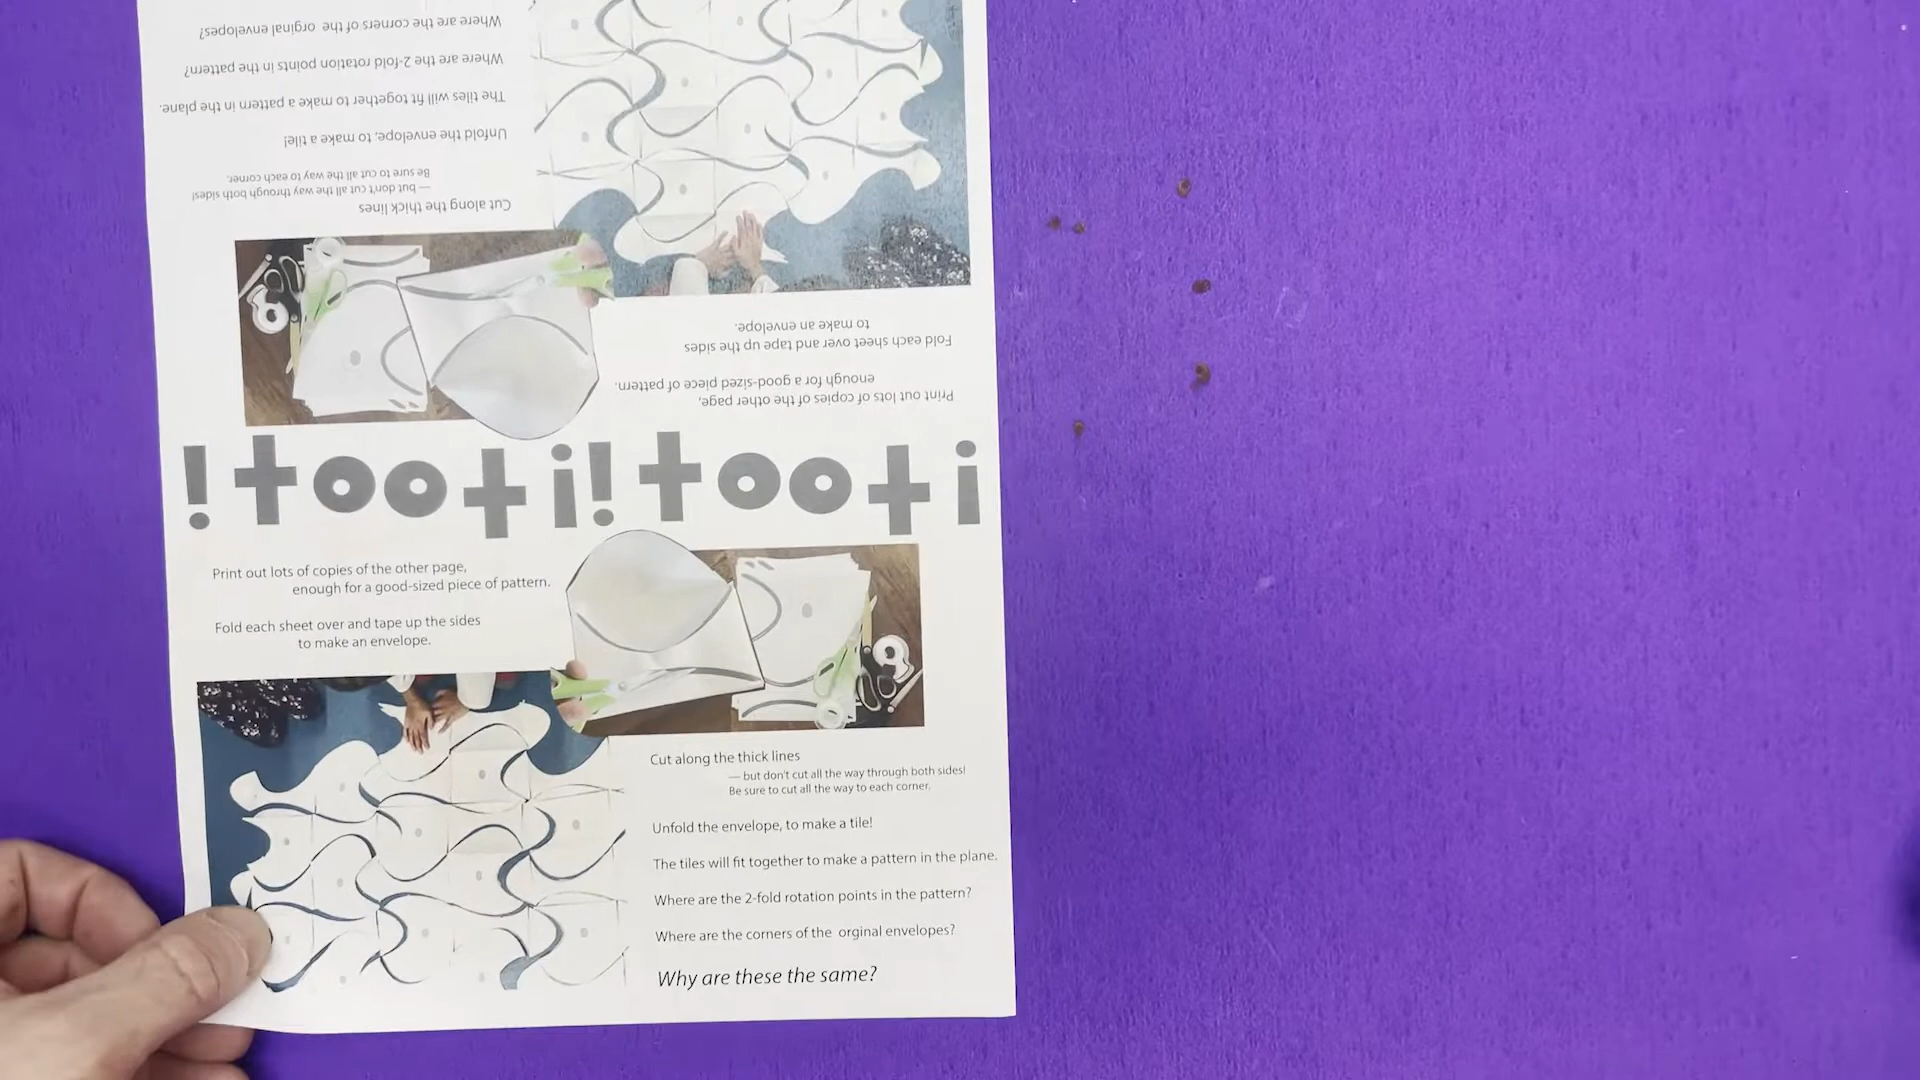 Print out lots of copies of the other page,
enough for a good-sized piece of pattern.
Fold each sheet over and tape up the sides
to make an envelope.
Cut along the thick lines
— but don't cut all the way through both sides!
Be sure to cut all the way to each corner.
Unfold the envelope, to make a tile!
The tiles will fit together to make a pattern in the plane.
Where are the 2-fold rotation points in the pattern?
Where are the corners of the orginal envelopes?
!tooti!tooti
Print out lots of copies of the other page,
enough for a good-sized piece of pattern.
Fold each sheet over and tape up the sides
to make an envelope.
Cut along the thick lines
— but don't cut all the way through both sides!
Be sure to cut all the way to each corner.
Unfold the envelope, to make a tile!
The tiles will fit together to make a pattern in the plane.
Where are the 2-fold rotation points in the pattern?
Where are the corners of the orginal envelopes?
Why are these the same?